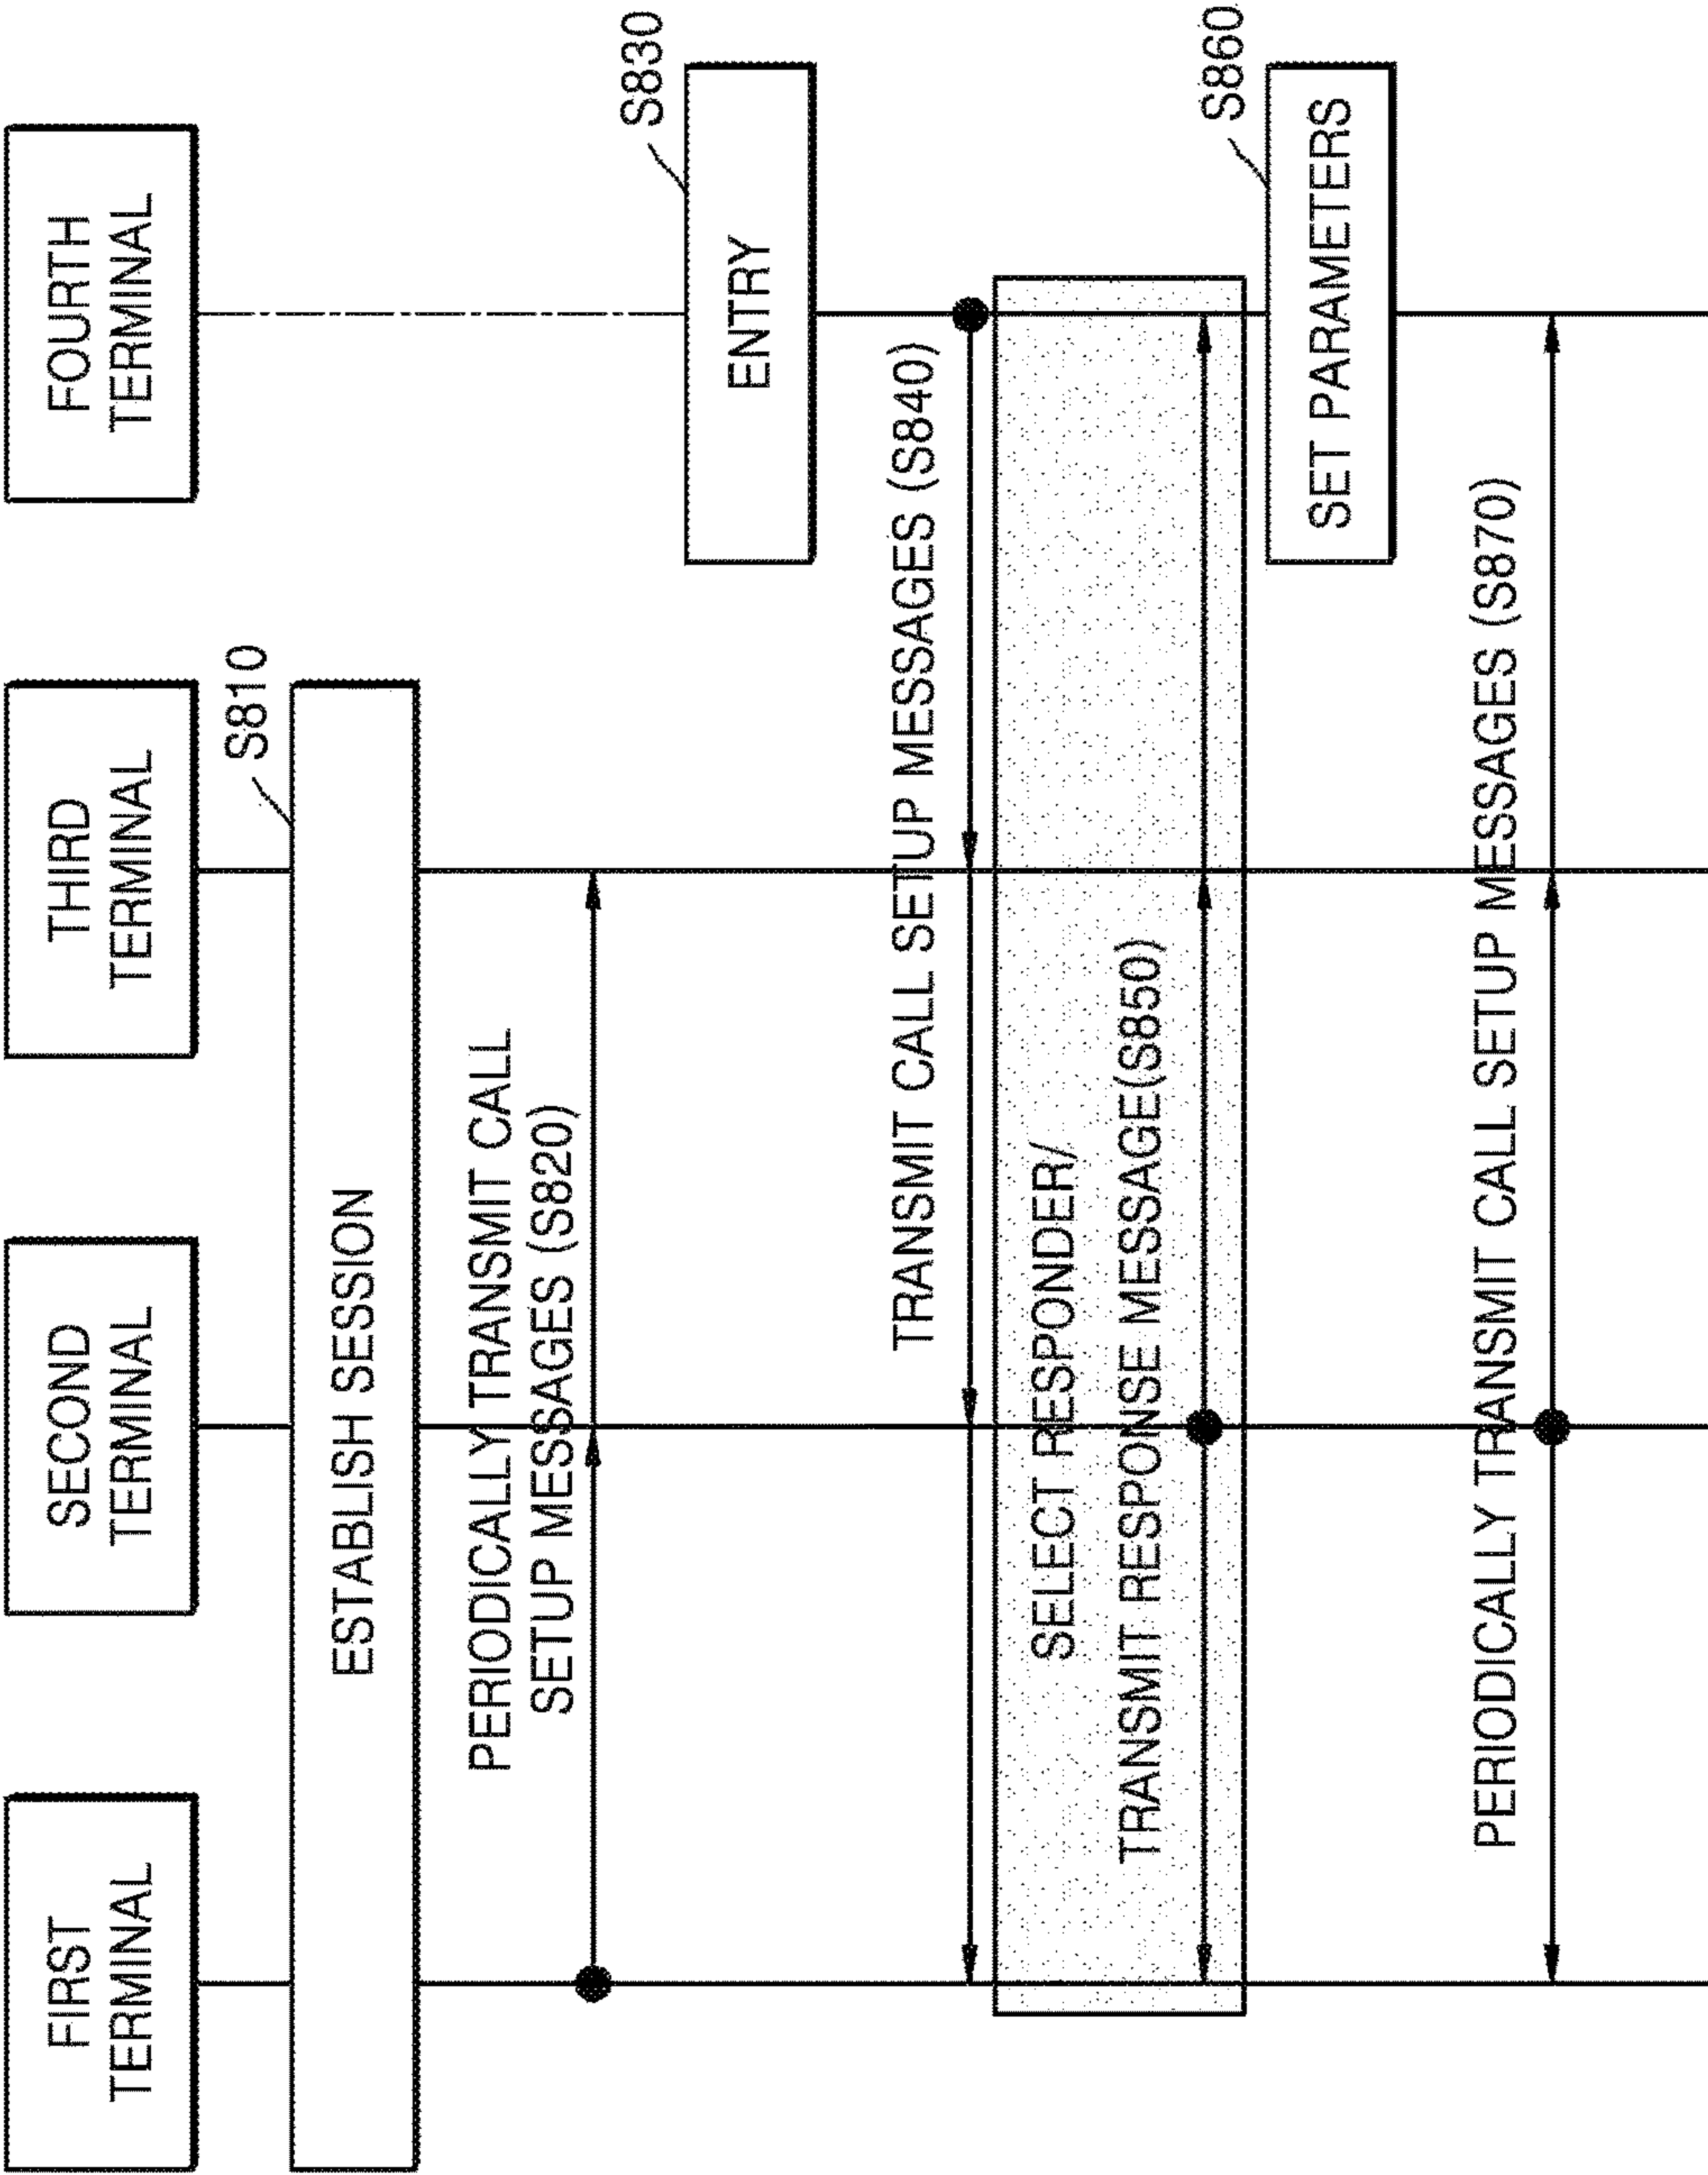 FIRST
TERMINAL
SECOND
TERMINAL
THIRD
TERMINAL
FOURTH
TERMINAL
S810
ESTABLISH SESSION
PERIODICALLY TRANSMIT CALL
SETUP MESSAGES (S820)
S830
ENTRY
TRANSMIT CALL SETUP MESSAGES (S840)
SELECT RESPONDER/
TRANSMIT RESPONSE MESSAGE(S850)
S860
SET PARAMETERS
PERIODICALLY TRANSMIT CALL SETUP MESSAGES (S870)